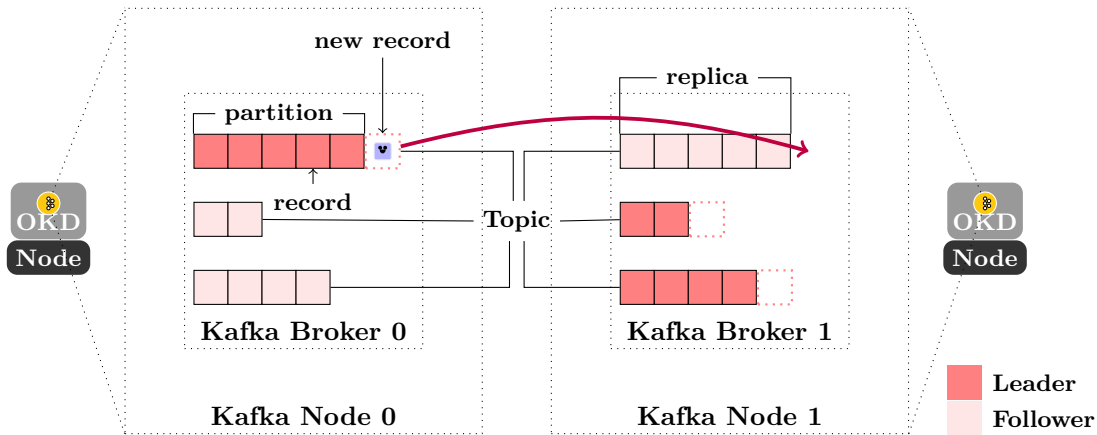 new record
partition
replica
record
Topic
OKD
Node
OKD
Node
Kafka Broker 0
Kafka Broker 1
Kafka Node 0
Kafka Node 1
Leader
Follower